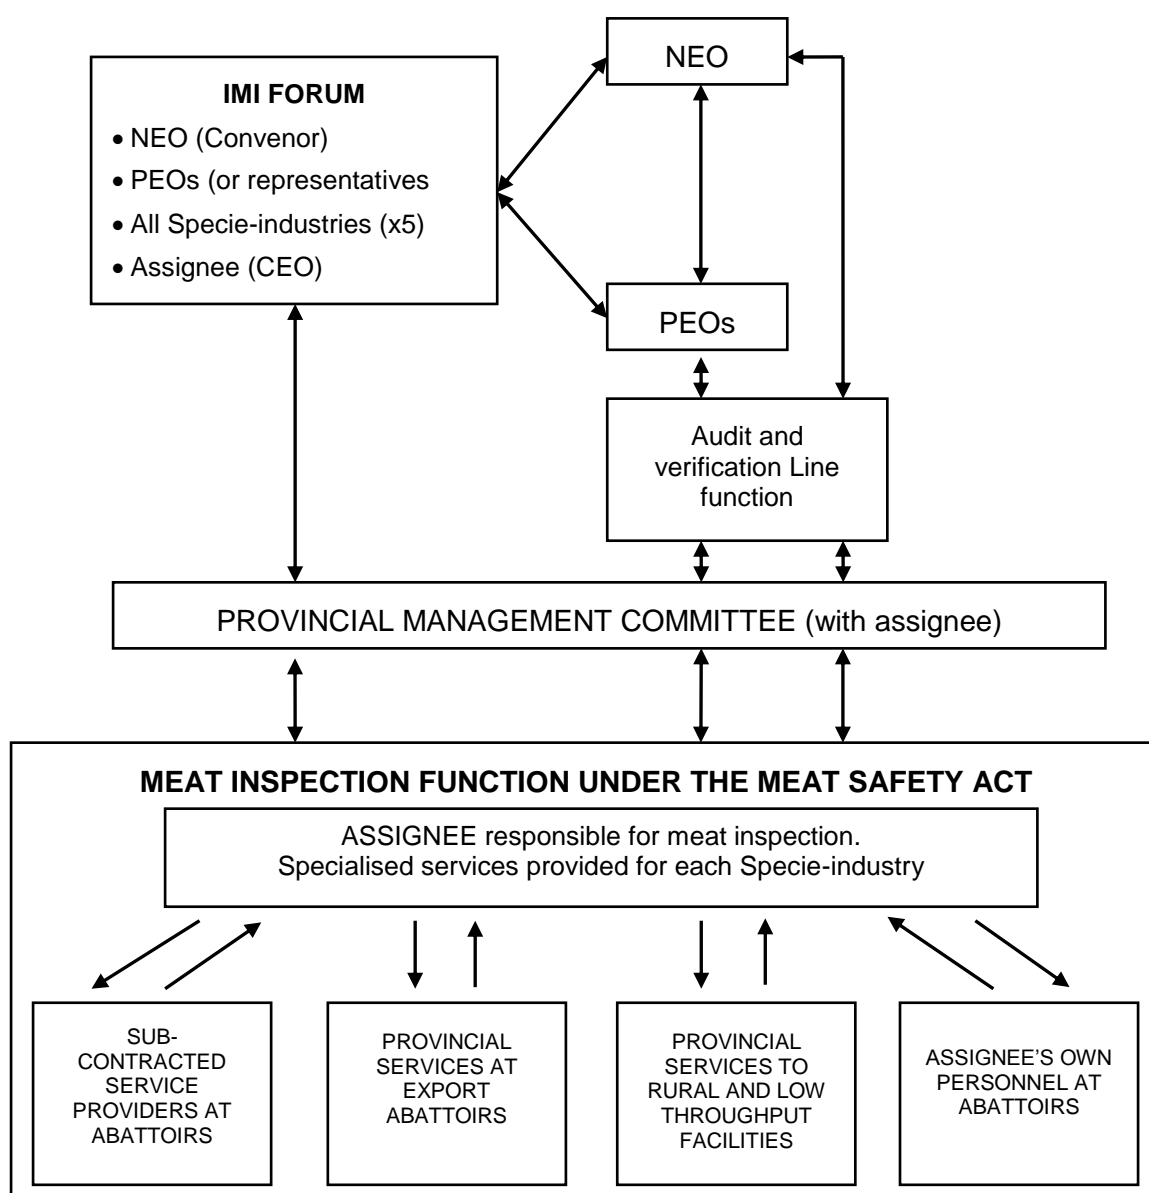 NEO
IMI FORUM
• NEO (Convenor)
• PEOs (or representatives
• All Specie-industries (x5)
• Assignee (CEO)
PEOs
Audit and
verification Line
function
PROVINCIAL MANAGEMENT COMMITTEE (with assignee)
MEAT INSPECTION FUNCTION UNDER THE MEAT SAFETY ACT
ASSIGNEE responsible for meat inspection.
Specialised services provided for each Specie-industry
SUB-
CONTRACTED
SERVICE
PROVIDERS AT
ABATTOIRS
PROVINCIAL
SERVICES AT
EXPORT
ABATTOIRS
PROVINCIAL
SERVICES TO
RURAL AND LOW
THROUGHPUT
FACILITIES
ASSIGNEE’S OWN
PERSONNEL AT
ABATTOIRS